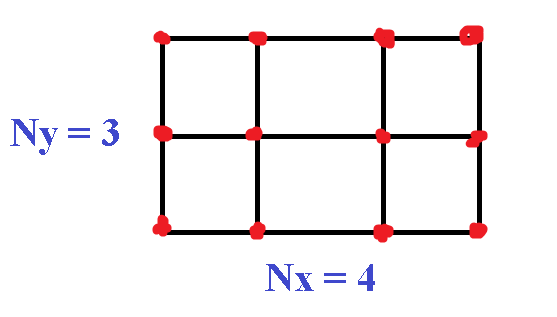 Ny = 3
Nx = 4